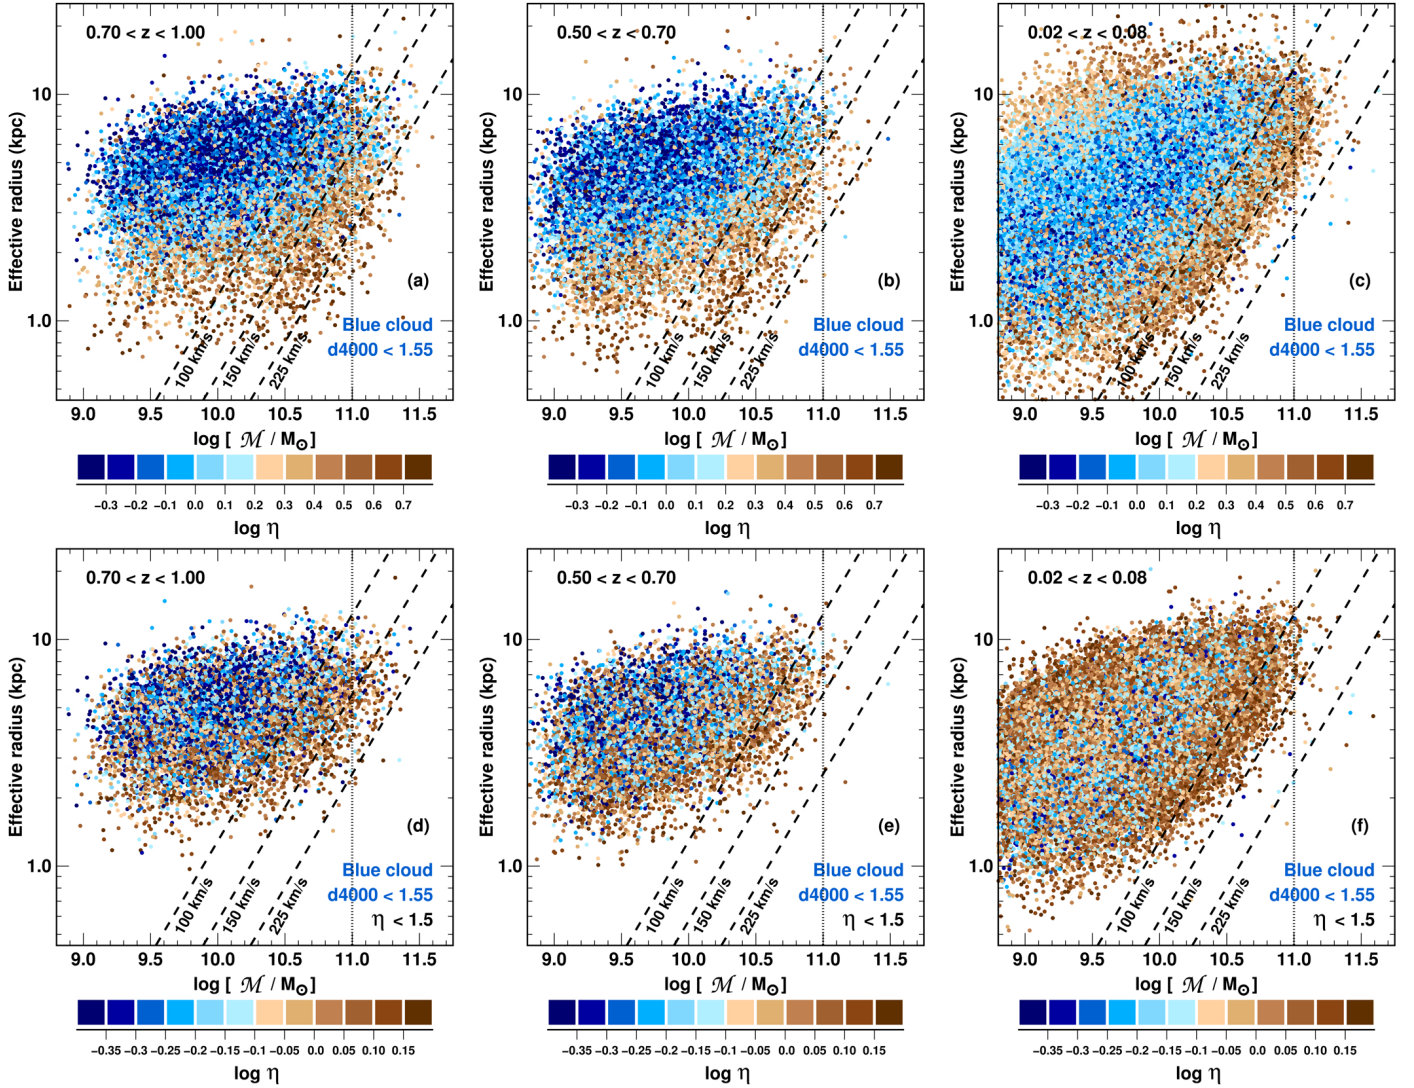 0.70 < z < 1.00
Effective radius (kpc)
10
1.0
(a)
Blue cloud
d4000 < 1.55
100 km/s
150 km/s
225 km/s
9.0 9.5 10.0 10.5 11.0 11.5
log [ ℳ / M⊙]
−0.3 −0.2 −0.1 0.0 0.1 0.2 0.3 0.4 0.5 0.6 0.7
log η
0.50 < z < 0.70
Effective radius (kpc)
10
1.0
(b)
Blue cloud
d4000 < 1.55
100 km/s
150 km/s
225 km/s
9.0 9.5 10.0 10.5 11.0 11.5
log [ ℳ / M⊙]
−0.3 −0.2 −0.1 0.0 0.1 0.2 0.3 0.4 0.5 0.6 0.7
log η
0.02 < z < 0.08
Effective radius (kpc)
10
1.0
(c)
Blue cloud
d4000 < 1.55
100 km/s
150 km/s
225 km/s
9.0 9.5 10.0 10.5 11.0 11.5
log [ ℳ / M⊙]
−0.3 −0.2 −0.1 0.0 0.1 0.2 0.3 0.4 0.5 0.6 0.7
log η
0.70 < z < 1.00
Effective radius (kpc)
10
1.0
(d)
Blue cloud
d4000 < 1.55
η < 1.5
100 km/s
150 km/s
225 km/s
9.0 9.5 10.0 10.5 11.0 11.5
log [ ℳ / M⊙]
−0.35 −0.3 −0.25 −0.2 −0.15 −0.1 −0.05 0.0 0.05 0.10 0.15
log η
0.50 < z < 0.70
Effective radius (kpc)
10
1.0
(e)
Blue cloud
d4000 < 1.55
η < 1.5
100 km/s
150 km/s
225 km/s
9.0 9.5 10.0 10.5 11.0 11.5
log [ ℳ / M⊙]
−0.35 −0.3 −0.25 −0.2 −0.15 −0.1 −0.05 0.0 0.05 0.10 0.15
log η
0.02 < z < 0.08
Effective radius (kpc)
10
1.0
(f)
Blue cloud
d4000 < 1.55
η < 1.5
100 km/s
150 km/s
225 km/s
9.0 9.5 10.0 10.5 11.0 11.5
log [ ℳ / M⊙]
−0.35 −0.3 −0.25 −0.2 −0.15 −0.1 −0.05 0.0 0.05 0.10 0.15
log η